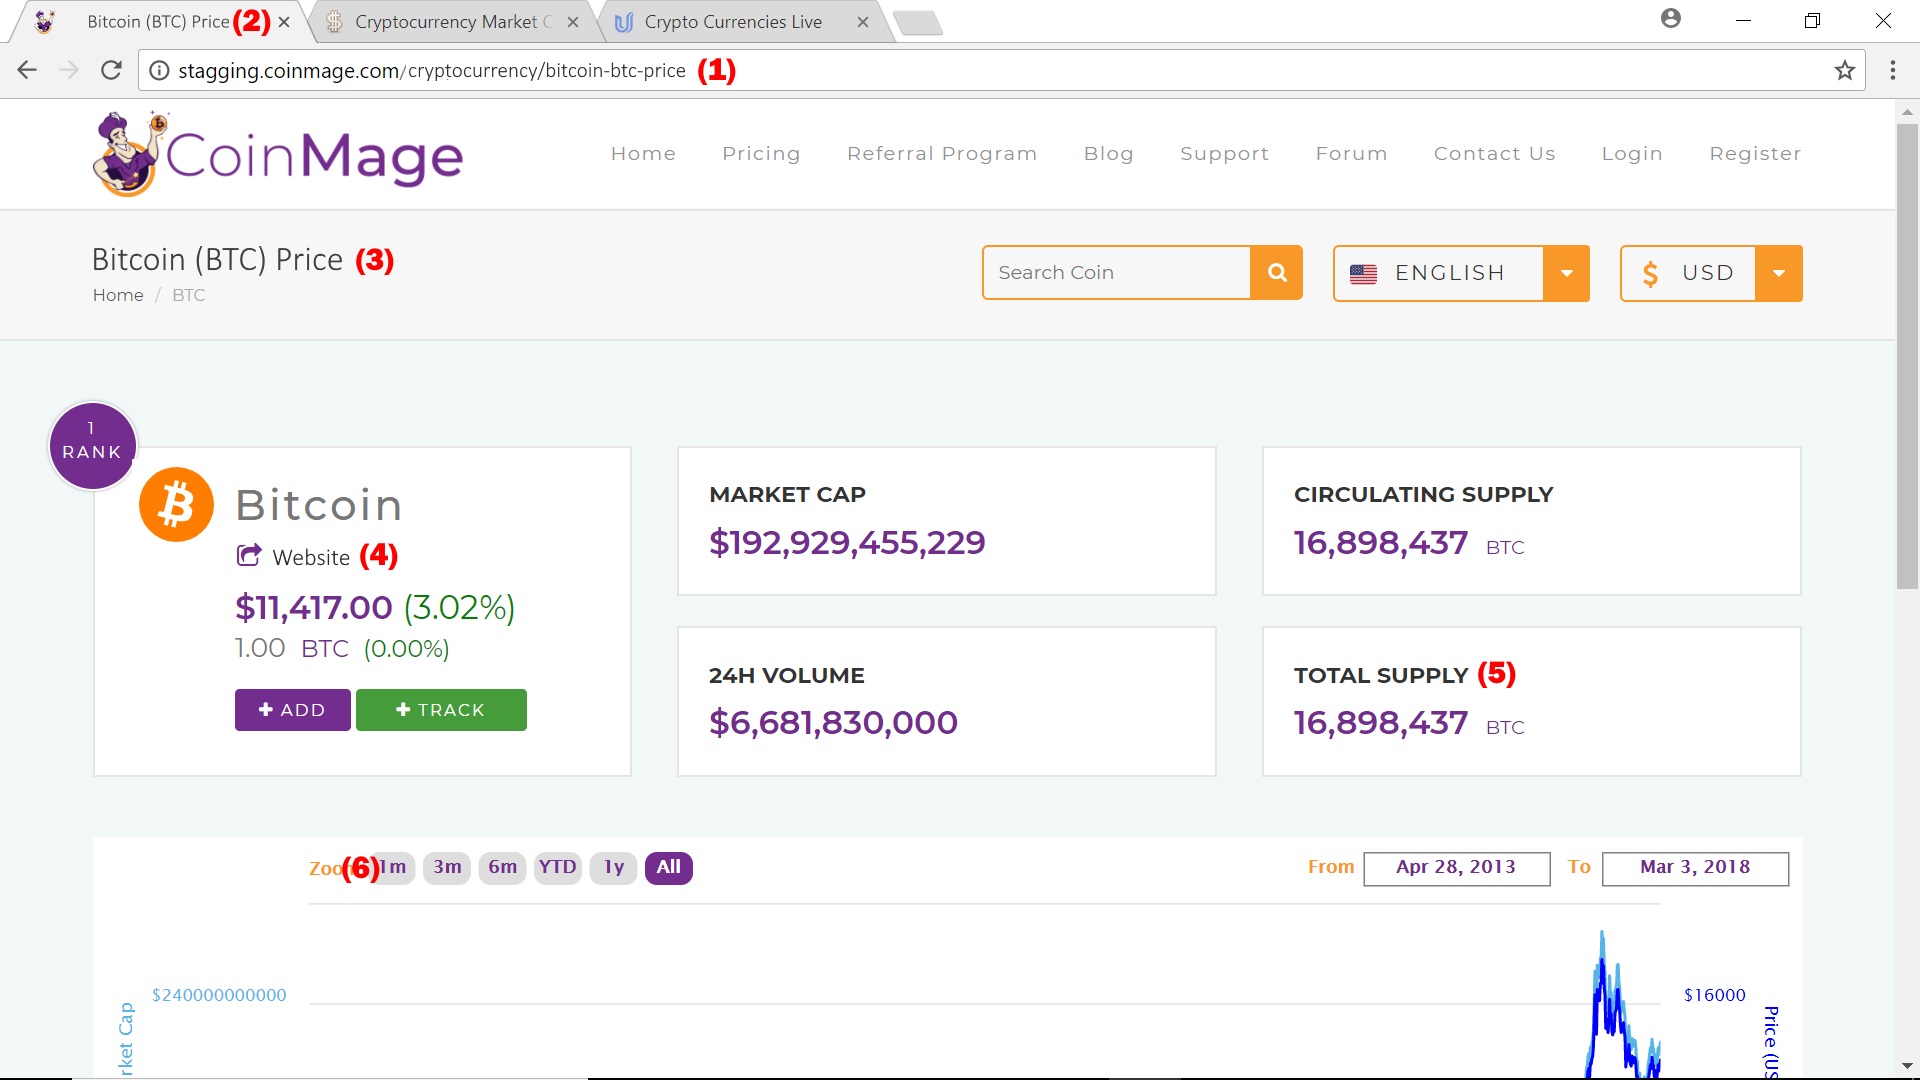 Bitcoin (BTC) Price (2)
Cryptocurrency Market C
Crypto Currencies Live
stagging.coinmage.com/cryptocurrency/bitcoin-btc-price (1)
CoinMage
Home Pricing Referral Program Blog Support Forum Contact Us Login Register
Bitcoin (BTC) Price (3)
Home / BTC
Search Coin
ENGLISH
$ USD
1
RANK
Bitcoin
Website (4)
$11,417.00 (3.02%)
1.00 BTC (0.00%)
+ ADD
+ TRACK
MARKET CAP
$192,929,455,229
CIRCULATING SUPPLY
16,898,437 BTC
24H VOLUME
$6,681,830,000
TOTAL SUPPLY (5)
16,898,437 BTC
Zoo (6) 1m 3m 6m YTD 1y All
From Apr 28, 2013 To Mar 3, 2018
$240000000000
$16000
rket Cap
Price (US